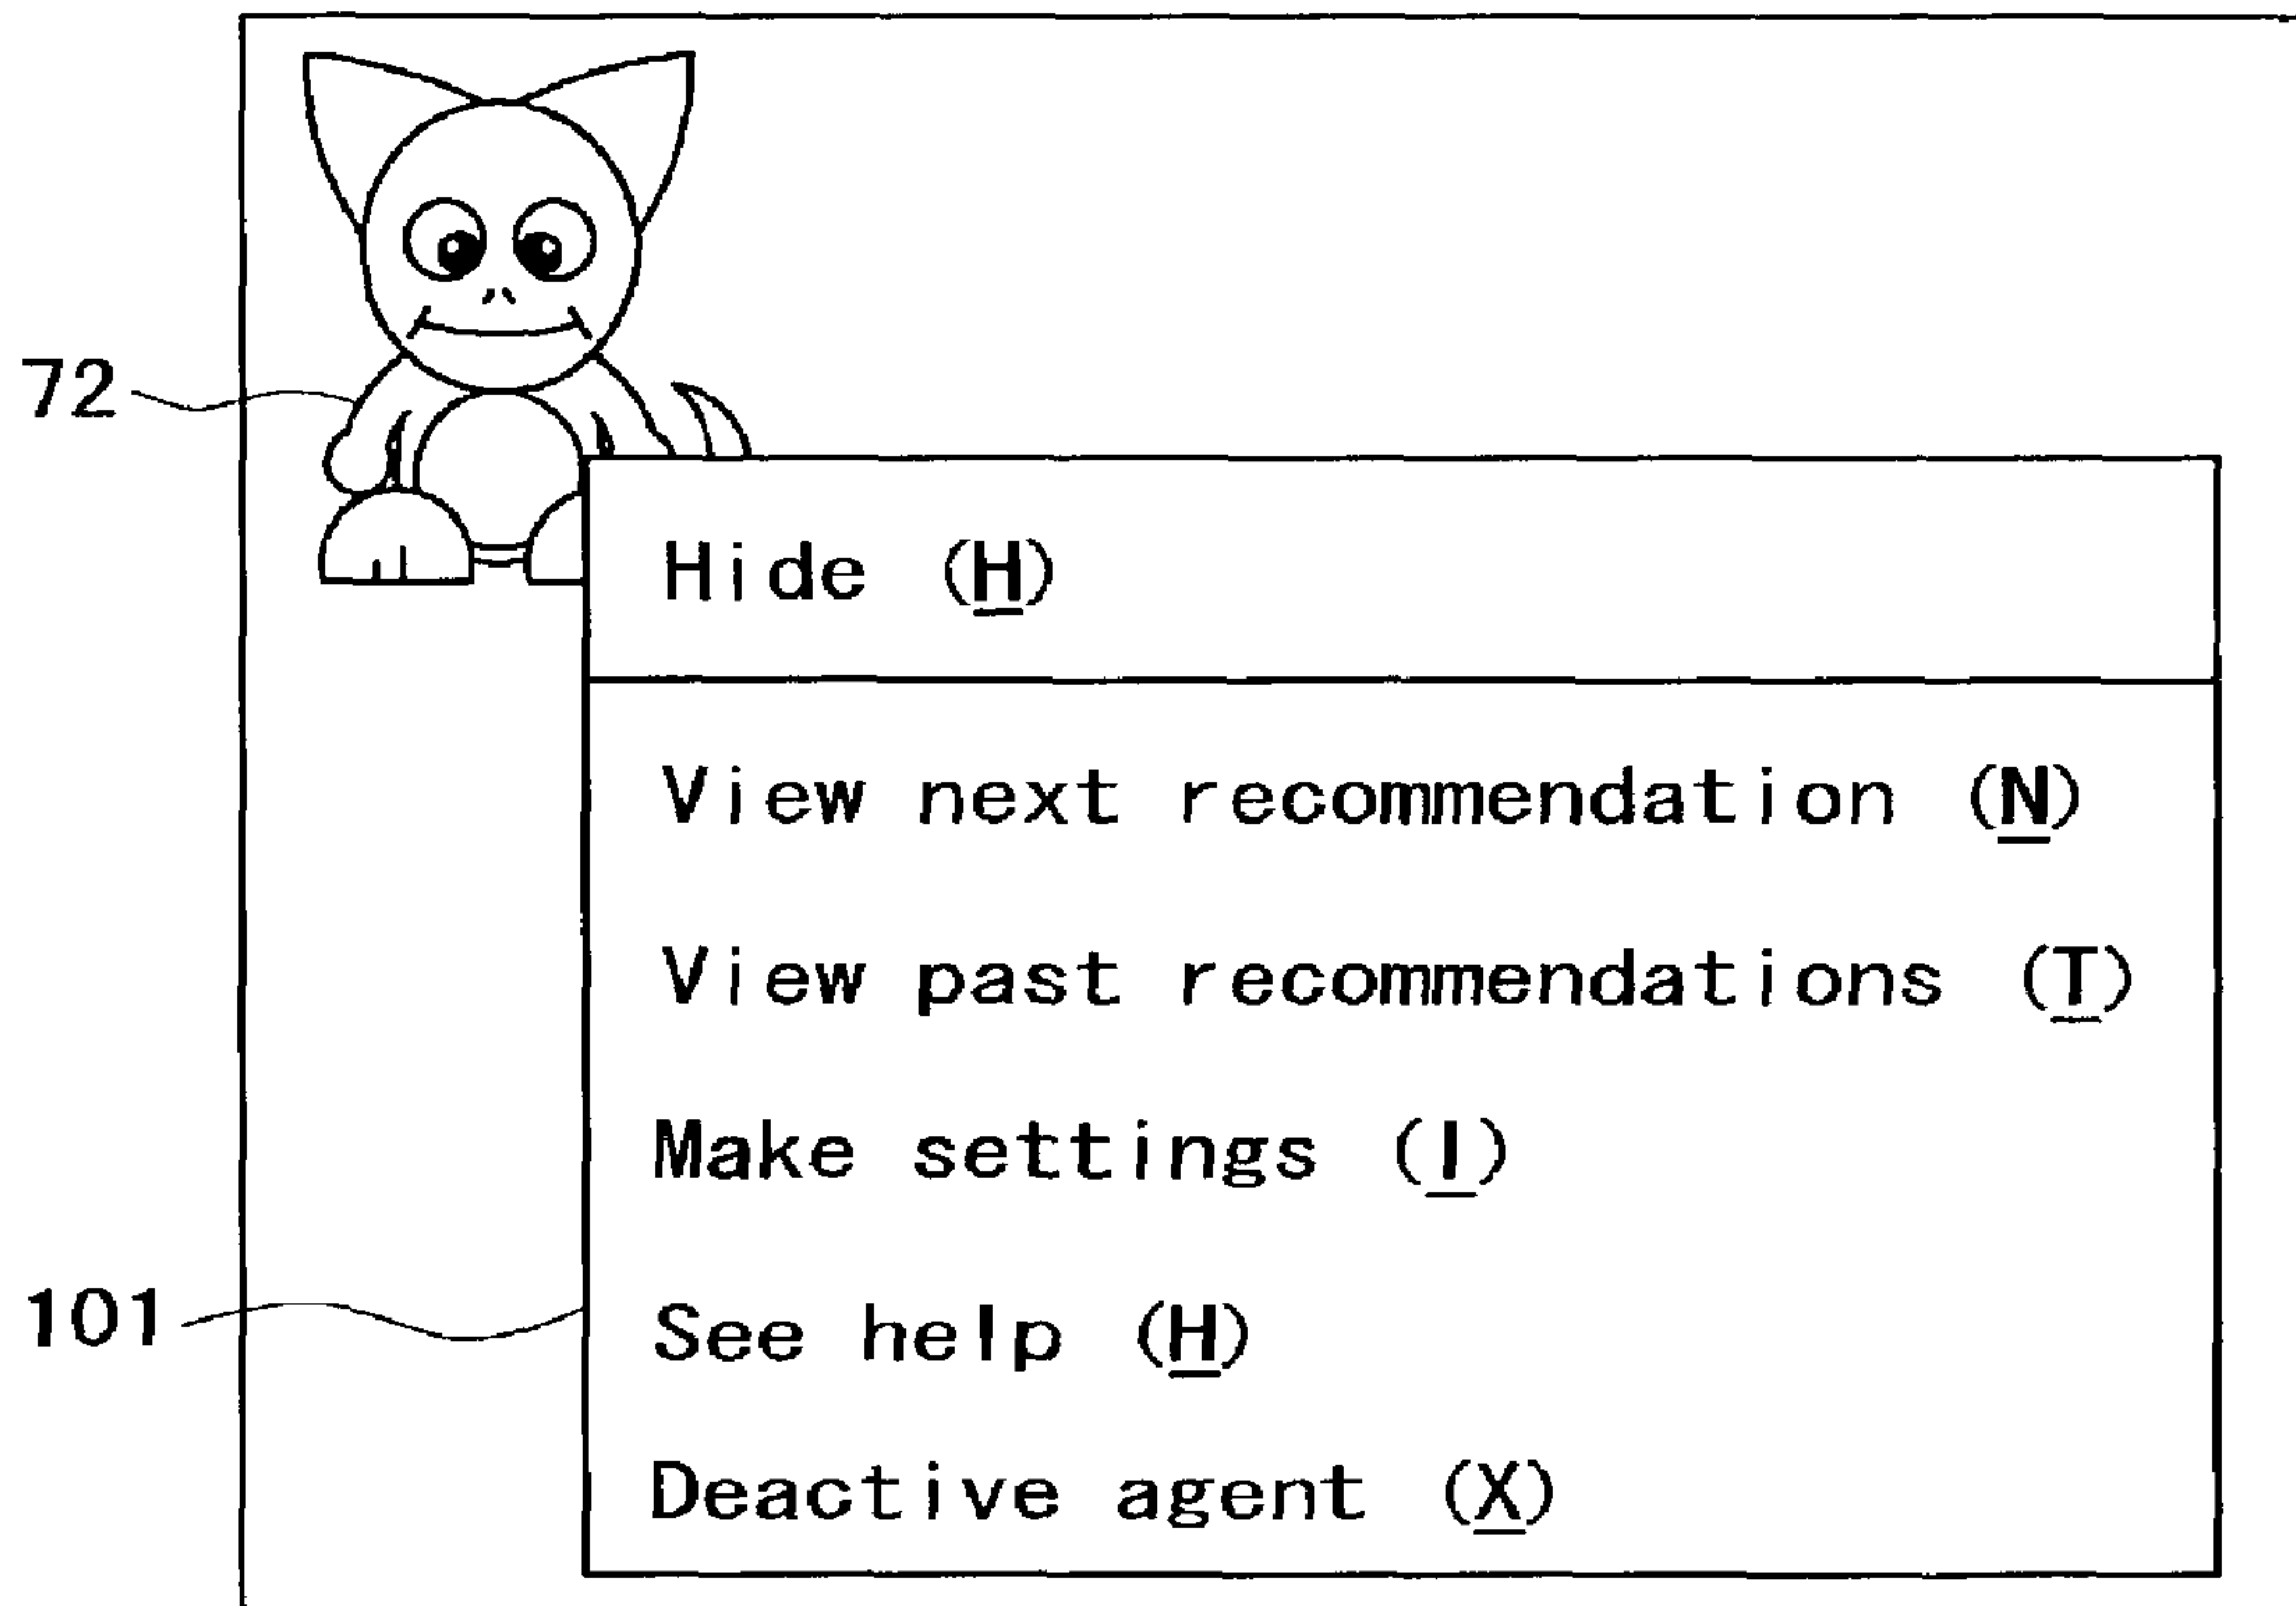 72
Hide (H)
View next recommendation (N)
View past recommendations (T)
Make settings (I)
101
See help (H)
Deactive agent (X)